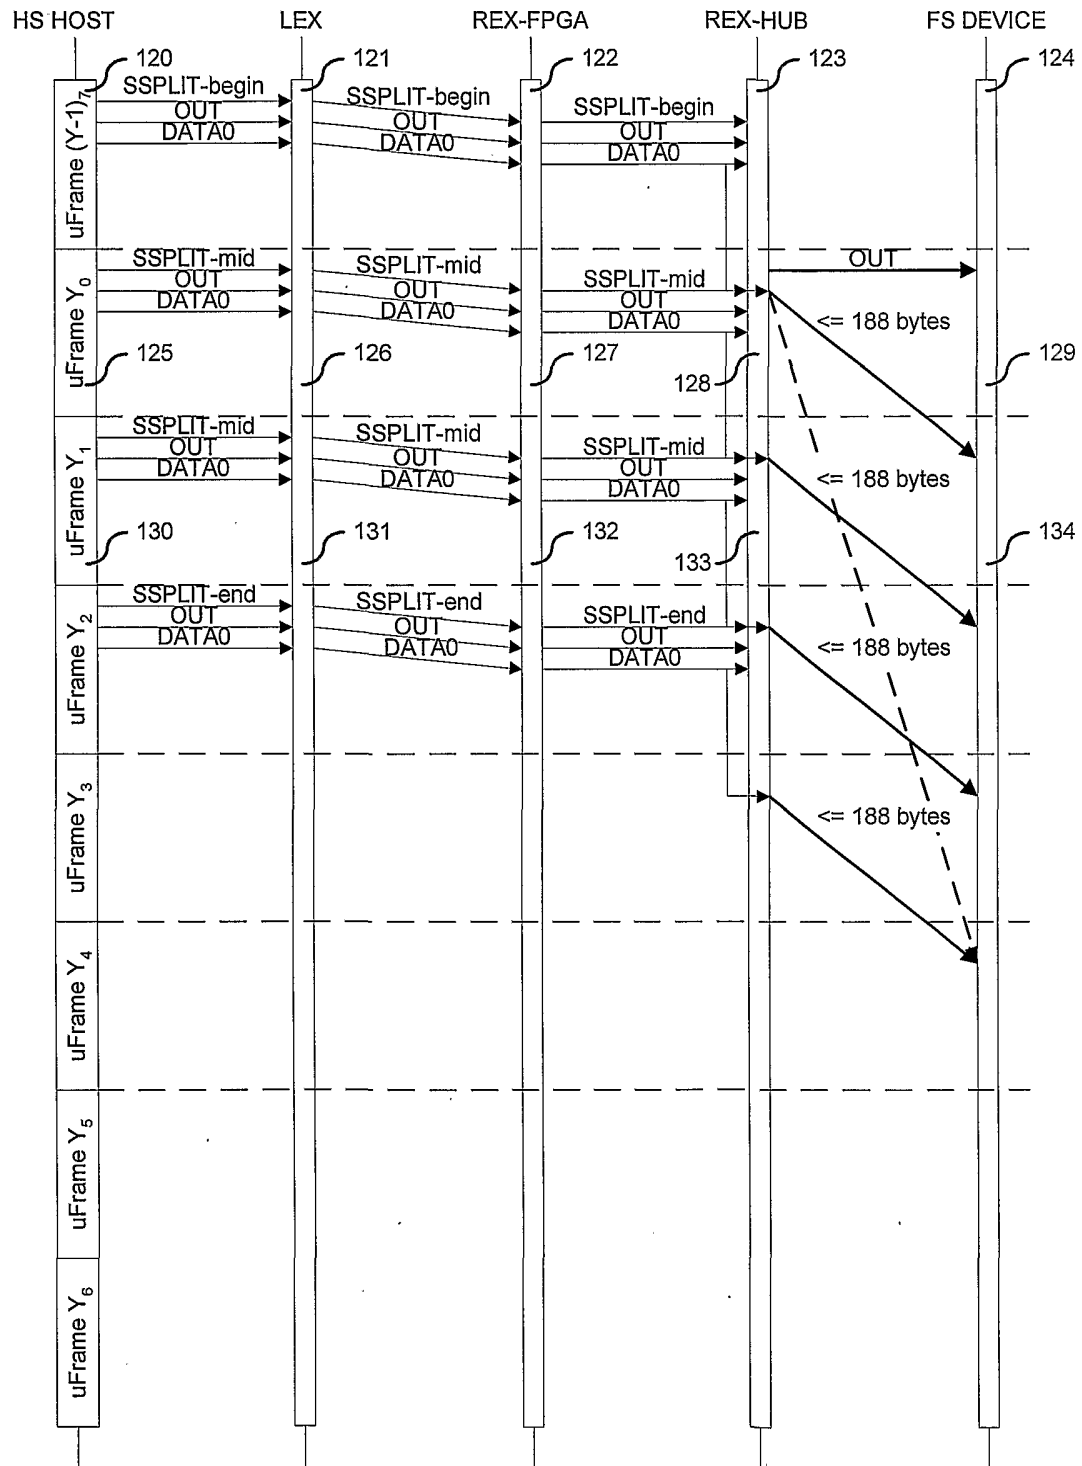 HS HOST LEX REX-FPGA REX-HUB FS DEVICE
120 121 122 123 124
uFrame (Y-1)7
SSPLIT-begin SSPLIT-begin SSPLIT-begin
OUT OUT OUT
DATA0 DATA0 DATA0
uFrame Y0
SSPLIT-mid SSPLIT-mid SSPLIT-mid OUT
OUT OUT OUT
DATA0 DATA0 DATA0 <= 188 bytes
125 126 127 128 129
uFrame Y1
SSPLIT-mid SSPLIT-mid SSPLIT-mid
OUT OUT OUT
DATA0 DATA0 DATA0 <= 188 bytes
130 131 132 133 134
uFrame Y2
SSPLIT-end SSPLIT-end SSPLIT-end
OUT OUT OUT
DATA0 DATA0 DATA0 <= 188 bytes
uFrame Y3
<= 188 bytes
uFrame Y4
uFrame Y5
uFrame Y6